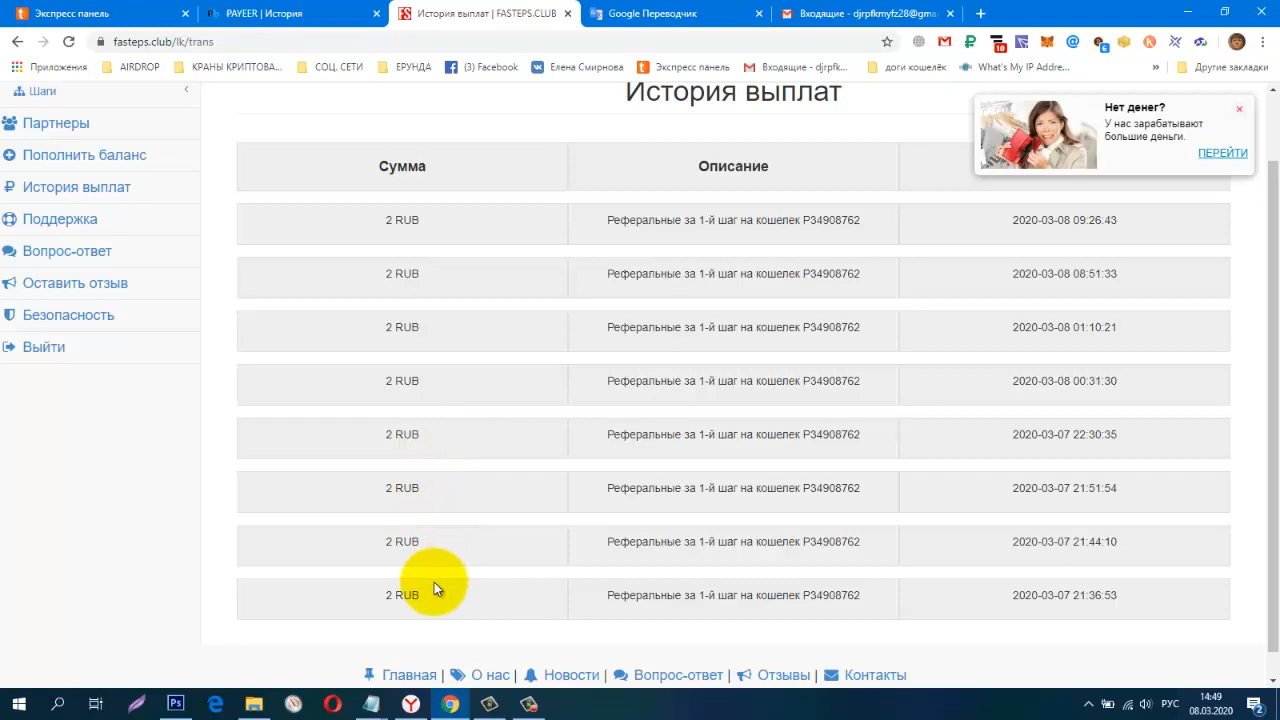 Экспресс панель
PAYEER | История
История выплат | FASTEPS.CLUB
Google Переводчик
Входящие - djrpfkmyfz28@gmai
fasteps.club/lk/trans
10
6
Приложения
AIRDROP
КРАНЫ КРИПТОВА...
СОЦ. СЕТИ
ЕРУНДА
(3) Facebook
Елена Смирнова
Экспресс панель
Входящие - djrpfk...
доги кошелёк
What's My IP Addre...
»
Другие закладки
Шаги
Партнеры
Пополнить баланс
История выплат
Поддержка
Вопрос-ответ
Оставить отзыв
Безопасность
Выйти
История выплат
Нет денег?
У нас зарабатывают
большие деньги.
ПЕРЕЙТИ
Сумма Описание
2 RUB Реферальные за 1-й шаг на кошелек P34908762 2020-03-08 09:26:43
2 RUB Реферальные за 1-й шаг на кошелек P34908762 2020-03-08 08:51:33
2 RUB Реферальные за 1-й шаг на кошелек P34908762 2020-03-08 01:10:21
2 RUB Реферальные за 1-й шаг на кошелек P34908762 2020-03-08 00:31:30
2 RUB Реферальные за 1-й шаг на кошелек P34908762 2020-03-07 22:30:35
2 RUB Реферальные за 1-й шаг на кошелек P34908762 2020-03-07 21:51:54
2 RUB Реферальные за 1-й шаг на кошелек P34908762 2020-03-07 21:44:10
2 RUB Реферальные за 1-й шаг на кошелек P34908762 2020-03-07 21:36:53
Главная | О нас | Новости | Вопрос-ответ | Отзывы | Контакты
РУС
14:49
08.03.2020
2